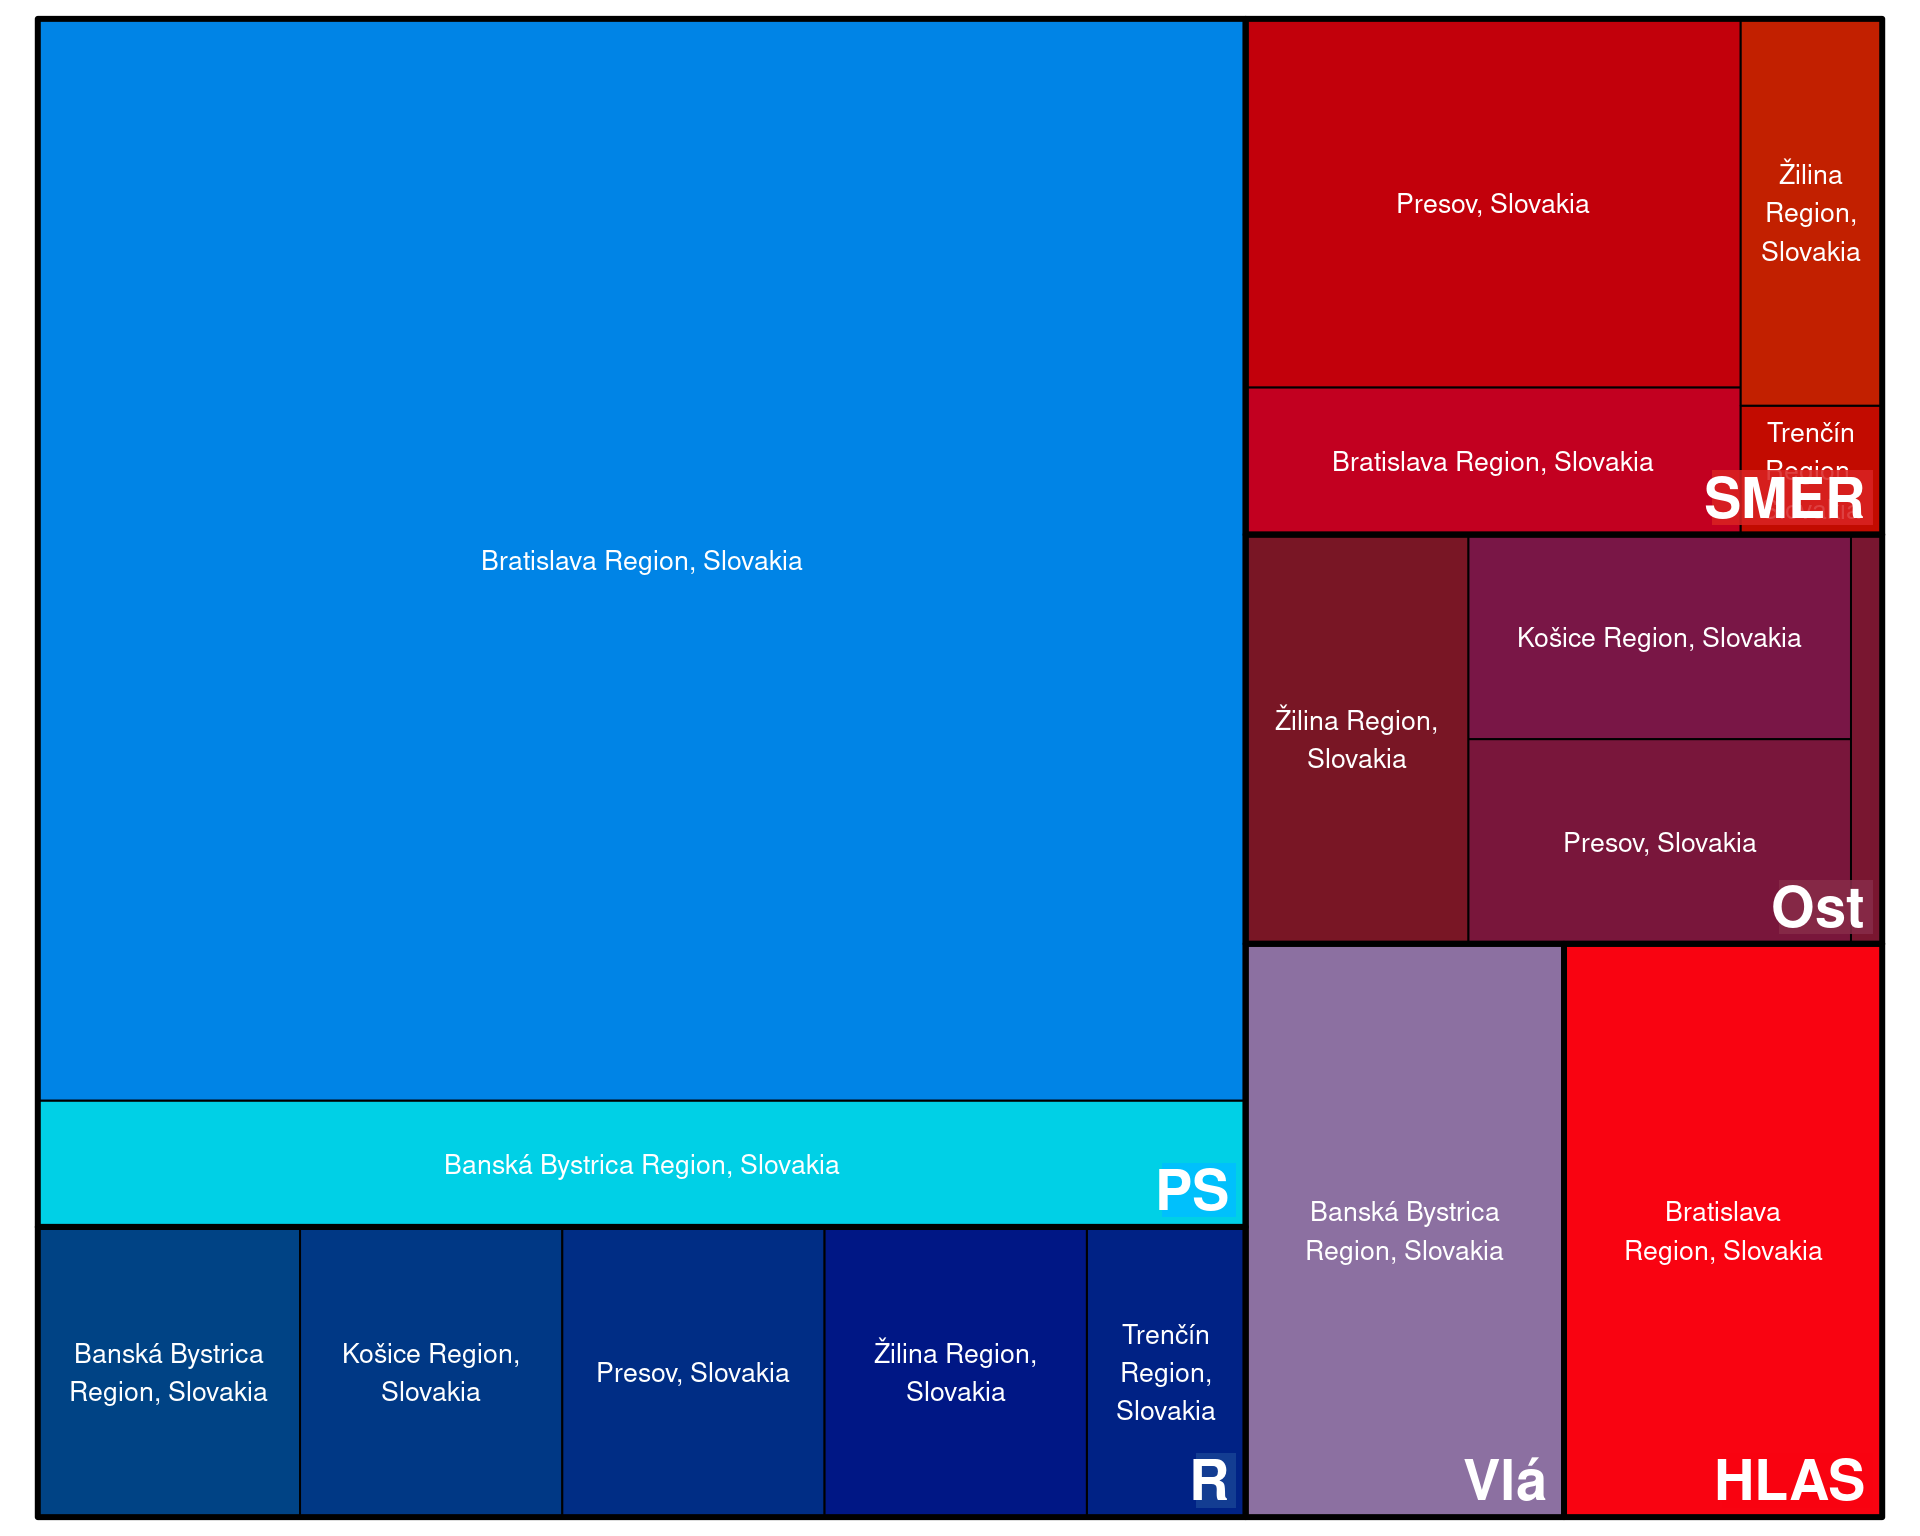 Bratislava Region, Slovakia
Banská Bystrica Region, Slovakia
PS
Banská Bystrica
Region, Slovakia
Košice Region,
Slovakia
Presov, Slovakia
Žilina Region,
Slovakia
Trenčín
Region,
Slovakia
R
Presov, Slovakia
Žilina
Region,
Slovakia
Bratislava Region, Slovakia
Trenčín
Region,
SMER
Žilina Region,
Slovakia
Košice Region, Slovakia
Presov, Slovakia
Ost
Banská Bystrica
Region, Slovakia
Vlá
Bratislava
Region, Slovakia
HLAS